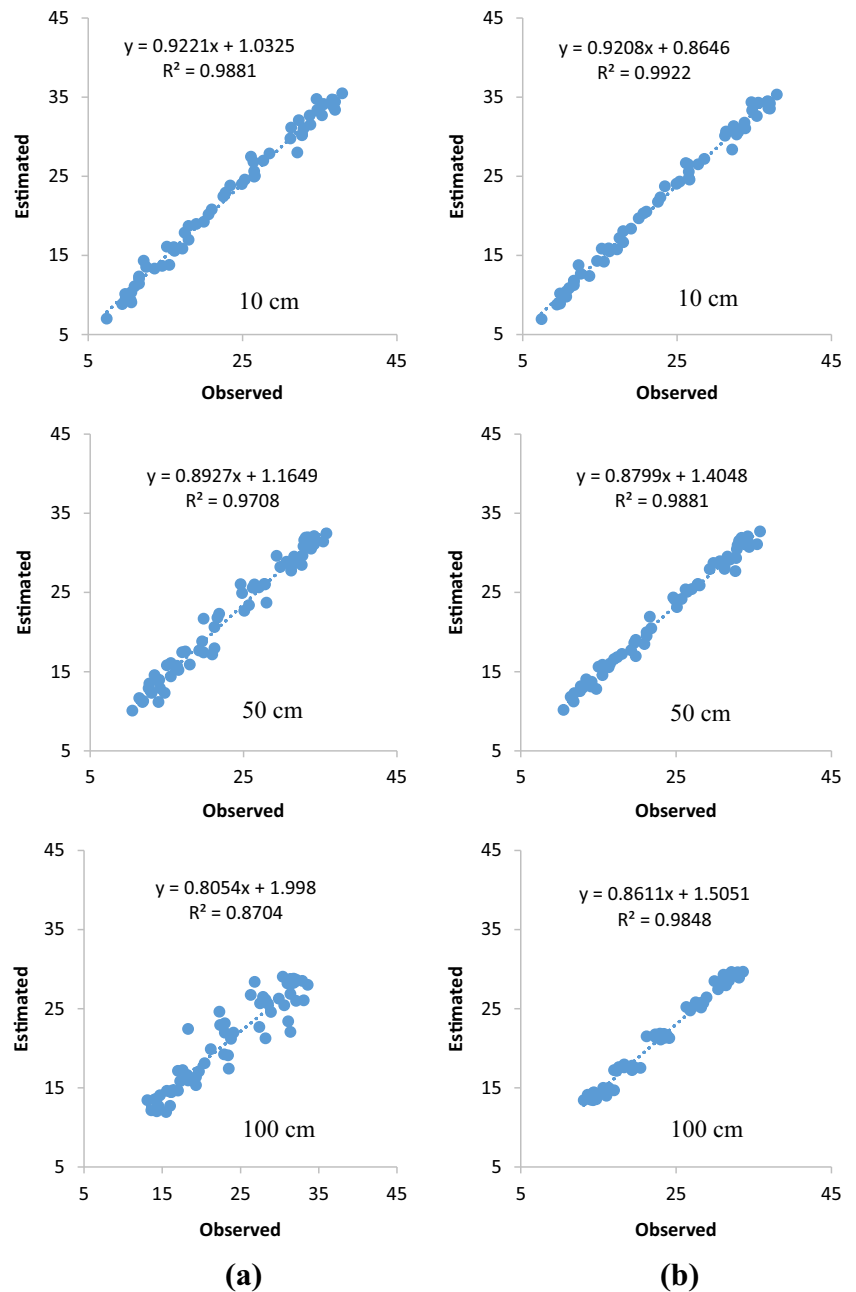 45
35
25
15
5
Estimated
y = 0.9221x + 1.0325
R² = 0.9881
10 cm
5 25 45
Observed
45
35
25
15
5
Estimated
y = 0.9208x + 0.8646
R² = 0.9922
10 cm
5 25 45
Observed
45
35
25
15
5
Estimated
y = 0.8927x + 1.1649
R² = 0.9708
50 cm
5 25 45
Observed
45
35
25
15
5
Estimated
y = 0.8799x + 1.4048
R² = 0.9881
50 cm
5 25 45
Observed
45
35
25
15
5
Estimated
y = 0.8054x + 1.998
R² = 0.8704
100 cm
5 15 25 35 45
Observed
45
35
25
15
5
Estimated
y = 0.8611x + 1.5051
R² = 0.9848
100 cm
5 25 45
Observed
(a) (b)